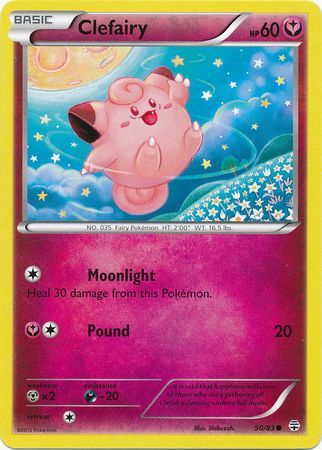 BASIC
Clefairy
HP60
NO. 035 Fairy Pokémon HT: 2'00" WT: 16.5 lbs.
Moonlight
Heal 30 damage from this Pokémon.
Pound 20
weakness
×2
resistance
-20
retreat
It is said that happiness will come
to those who see a gathering of
Clefairy dancing under a full moon.
©2016 Pokémon
Illus. Shibuzoh.
50/83